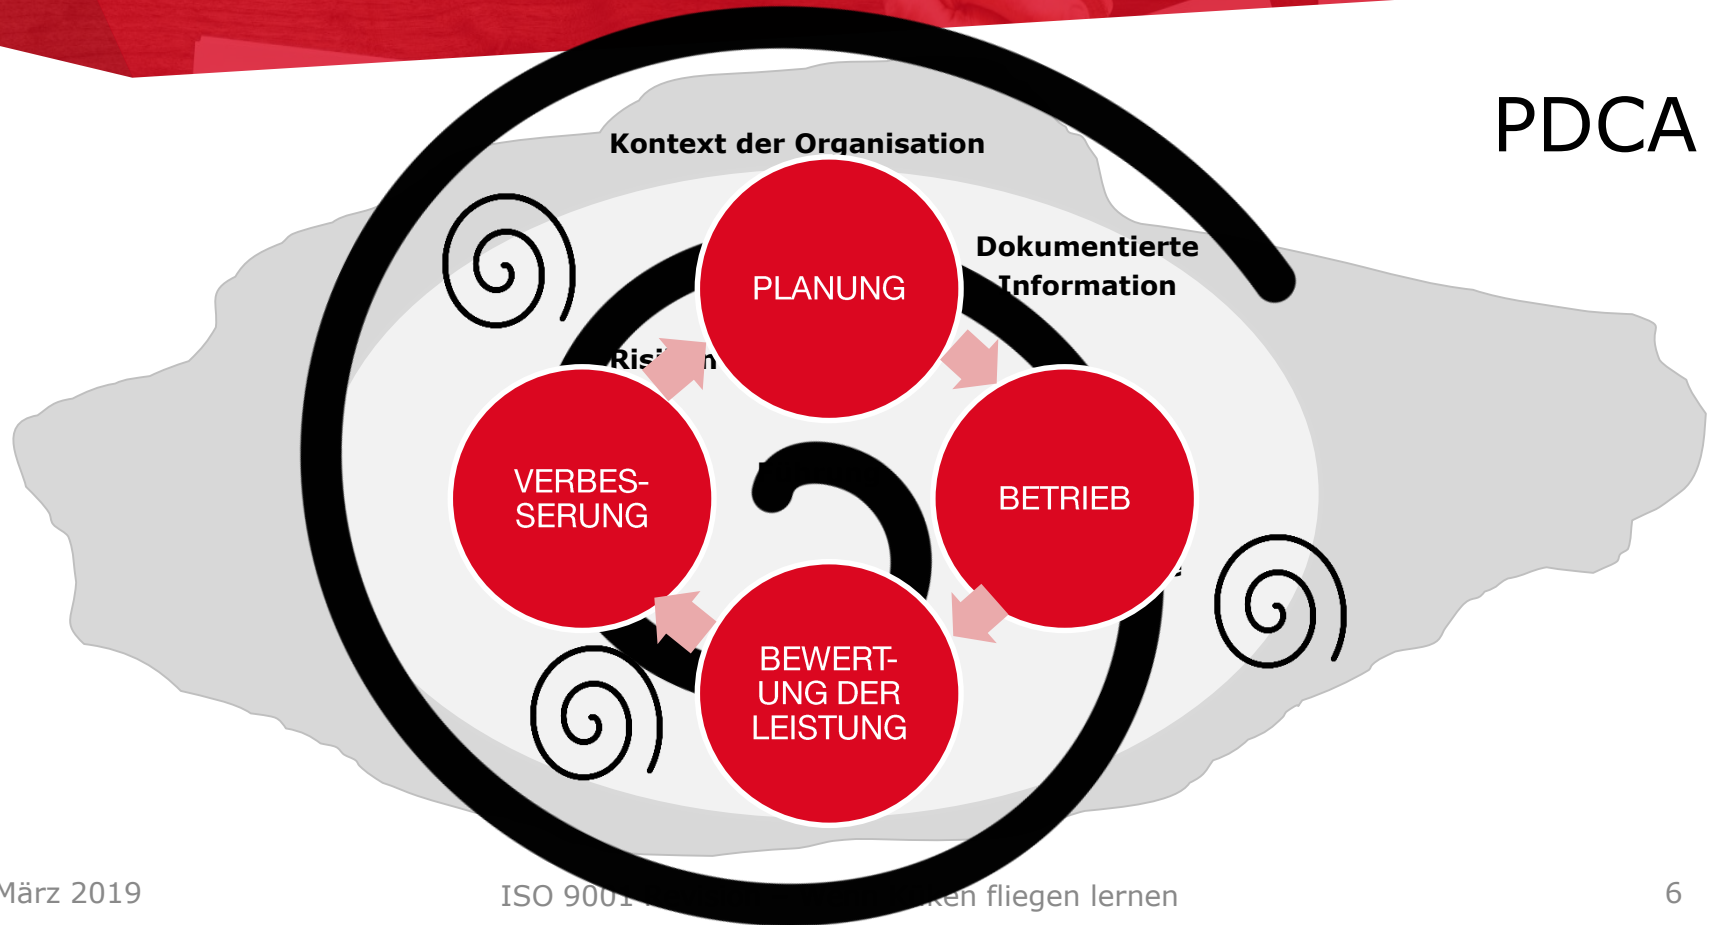 PDCA
Kontext der Organisation
Dokumentierte
Information
PLANUNG
VERBES-
SERUNG
BETRIEB
BEWERT-
UNG DER
LEISTUNG
März 2019
ISO 9001
fliegen lernen
6